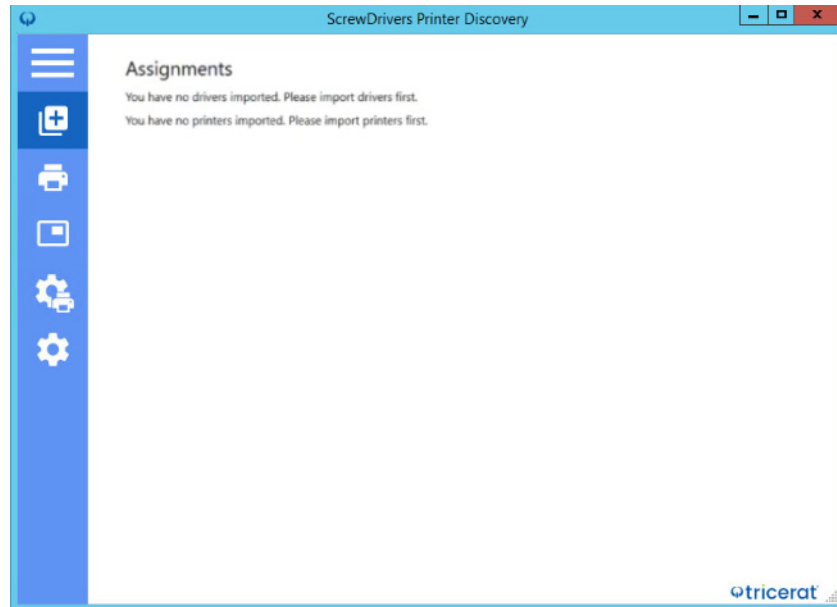 ScrewDrivers Printer Discovery
Assignments
You have no drivers imported. Please import drivers first.
You have no printers imported. Please import printers first.
tricerat